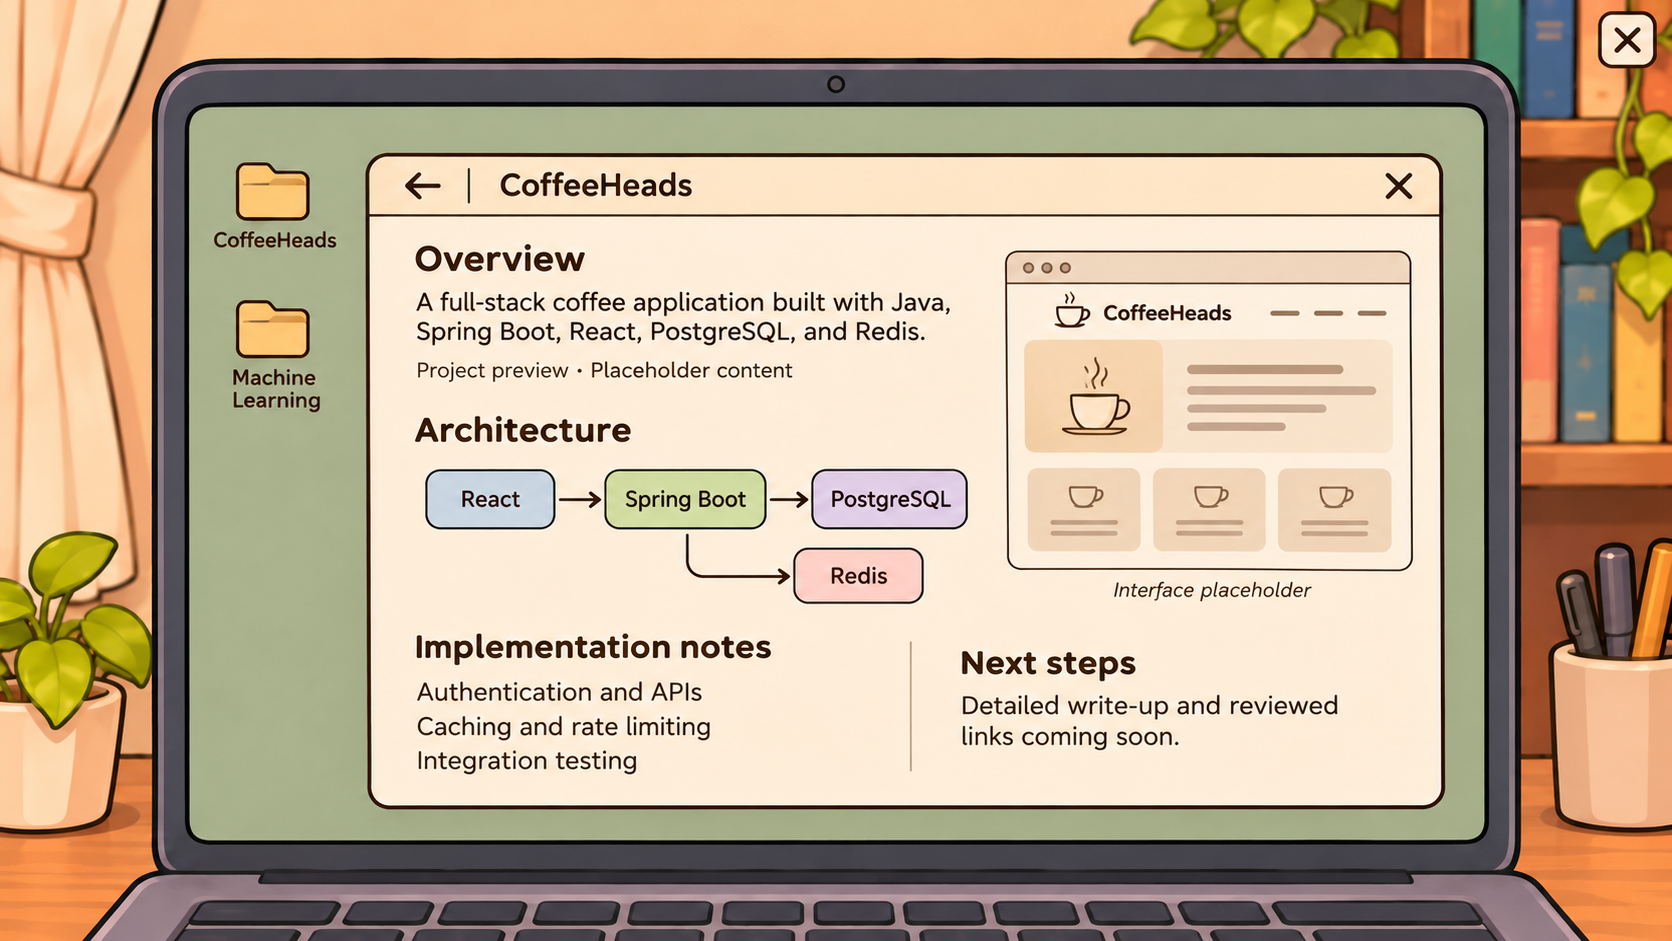 CoffeeHeads
Machine
Learning
CoffeeHeads
Overview
A full-stack coffee application built with Java,
Spring Boot, React, PostgreSQL, and Redis.
Project preview • Placeholder content
Architecture
React
Spring Boot
PostgreSQL
Redis
CoffeeHeads
Interface placeholder
Implementation notes
Authentication and APIs
Caching and rate limiting
Integration testing
Next steps
Detailed write-up and reviewed
links coming soon.